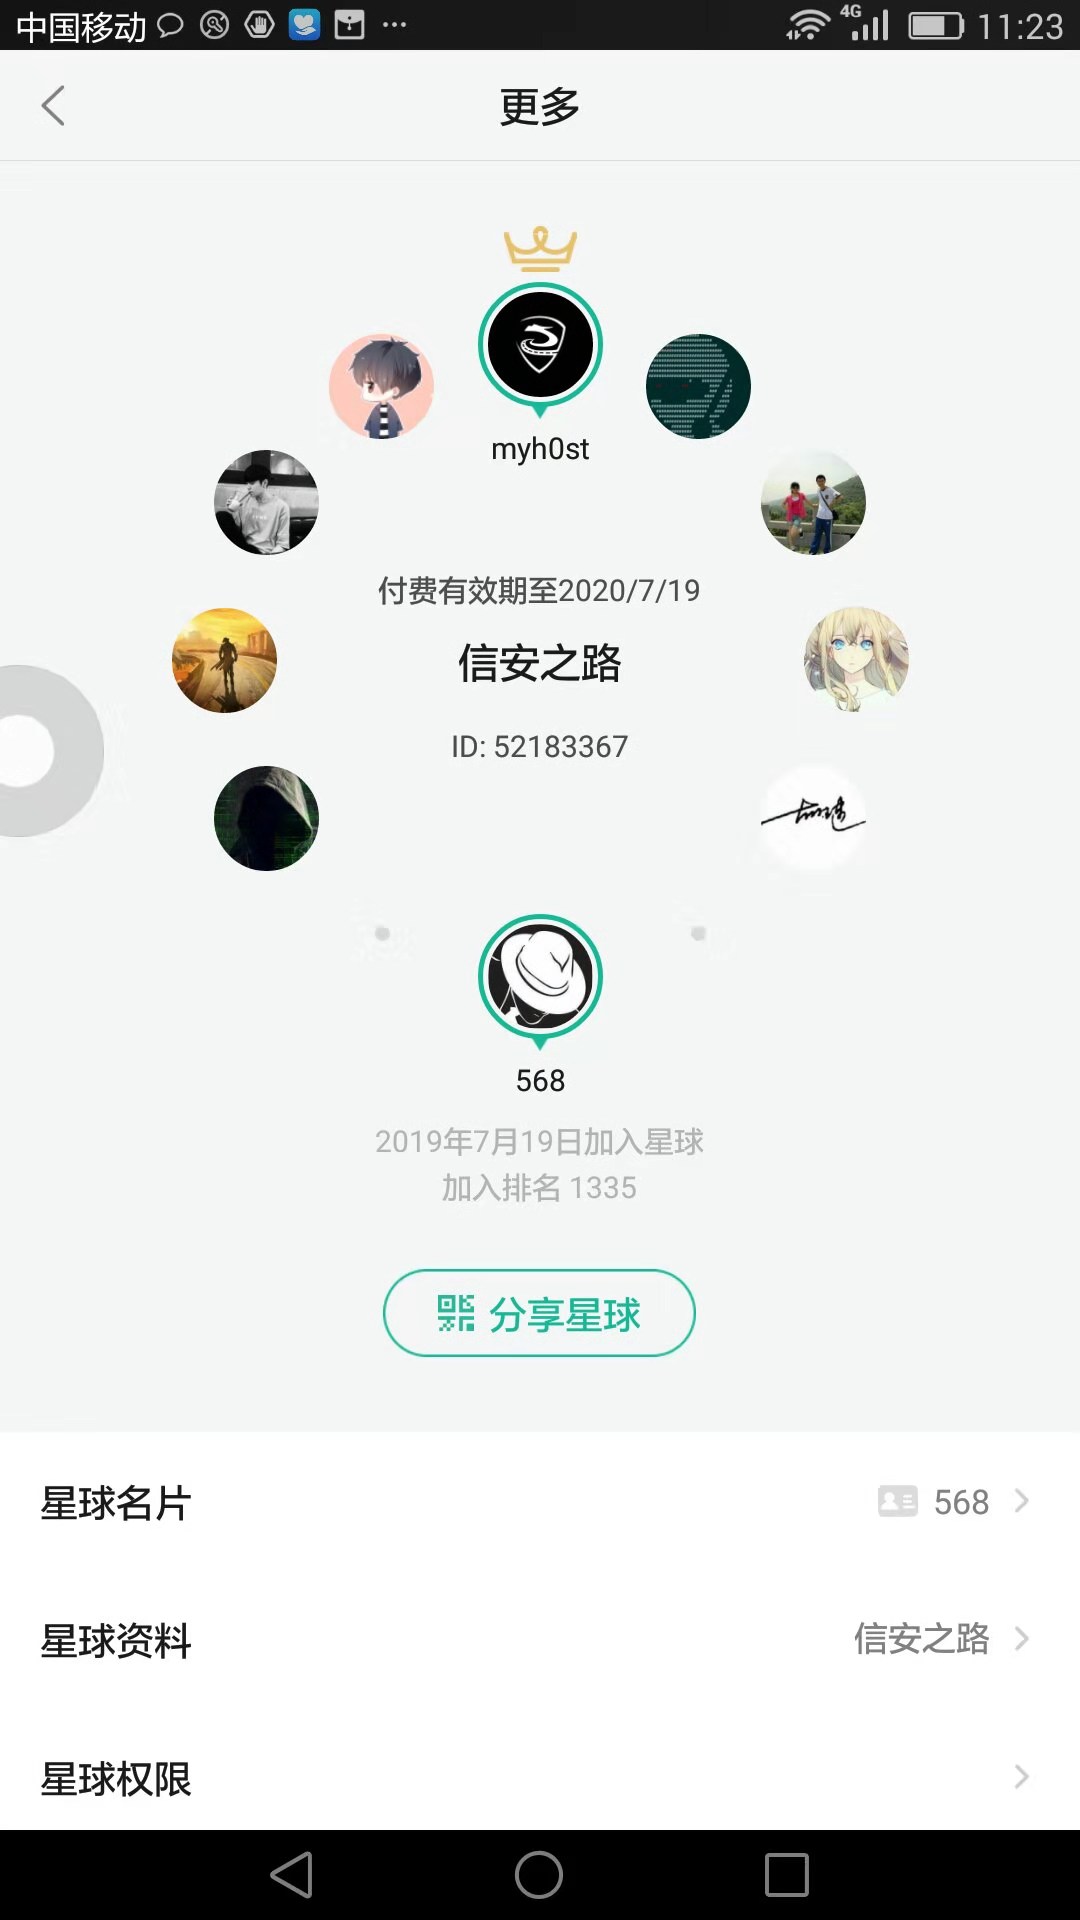 中国移动 4G 11:23
更多
myh0st
付费有效期至2020/7/19
信安之路
ID: 52183367
568
2019年7月19日加入星球
加入排名 1335
分享星球
星球名片 568
星球资料 信安之路
星球权限